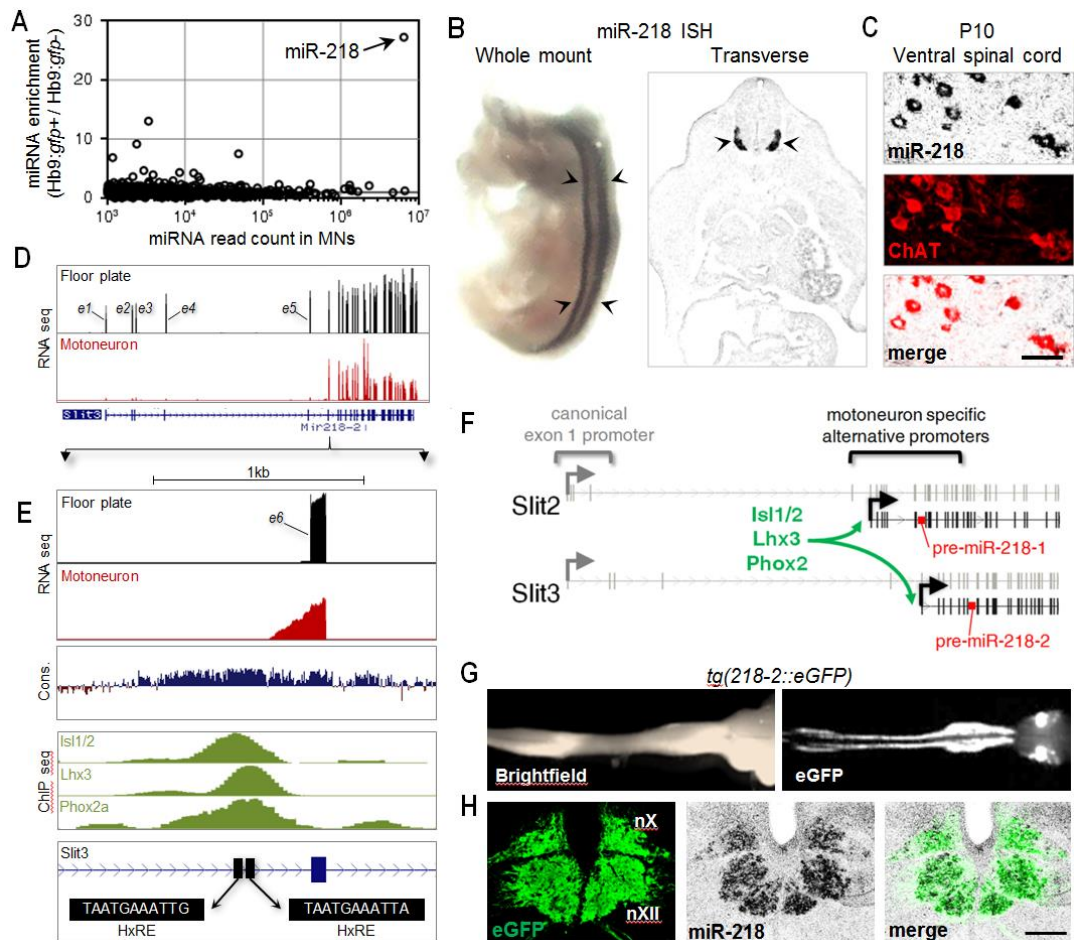 A
miRNA enrichment
(Hb9:gfp+ / Hb9:gfp-)
30
20
10
0
miR-218
10³ 10⁴ 10⁵ 10⁶ 10⁷
miRNA read count in MNs
B
miR-218 ISH
Whole mount
Transverse
C
P10
Ventral spinal cord
miR-218
ChAT
merge
D
RNA seq
Floor plate
e1
e2
e3
e4
e5
Motoneuron
Slit3
Mir218-2
1kb
E
RNA seq
Floor plate
e6
Motoneuron
Cons.
ChIP seq
Isl1/2
Lhx3
Phox2a
Slit3
TAATGAAATTG
HxRE
TAATGAAATTA
HxRE
F
canonical
exon 1 promoter
motoneuron specific
alternative promoters
Slit2
Isl1/2
Lhx3
Phox2
pre-miR-218-1
Slit3
pre-miR-218-2
G
tg(218-2::eGFP)
Brightfield
eGFP
H
nX
nXII
eGFP
miR-218
merge